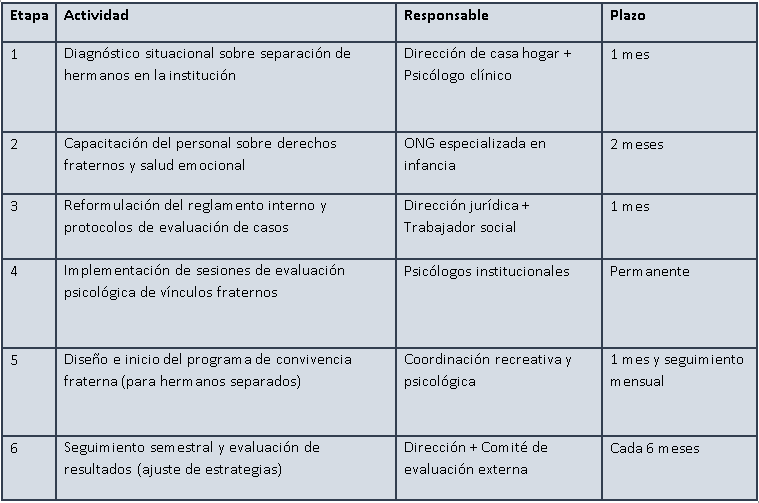 Etapa Actividad Responsable Plazo
1 Diagnóstico situacional sobre separación de Dirección de casa hogar + 1 mes
hermanos en la institución Psicólogo clínico
2 Capacitación del personal sobre derechos ONG especializada en 2 meses
fraternos y salud emocional infancia
3 Reformulación del reglamento interno y Dirección jurídica + 1 mes
protocolos de evaluación de casos Trabajador social
4 Implementación de sesiones de evaluación Psicólogos institucionales Permanente
psicológica de vínculos fraternos
5 Diseño e inicio del programa de convivencia Coordinación recreativa y 1 mes y seguimiento
fraterna (para hermanos separados) psicológica mensual
6 Seguimiento semestral y evaluación de Dirección + Comité de Cada 6 meses
resultados (ajuste de estrategias) evaluación externa